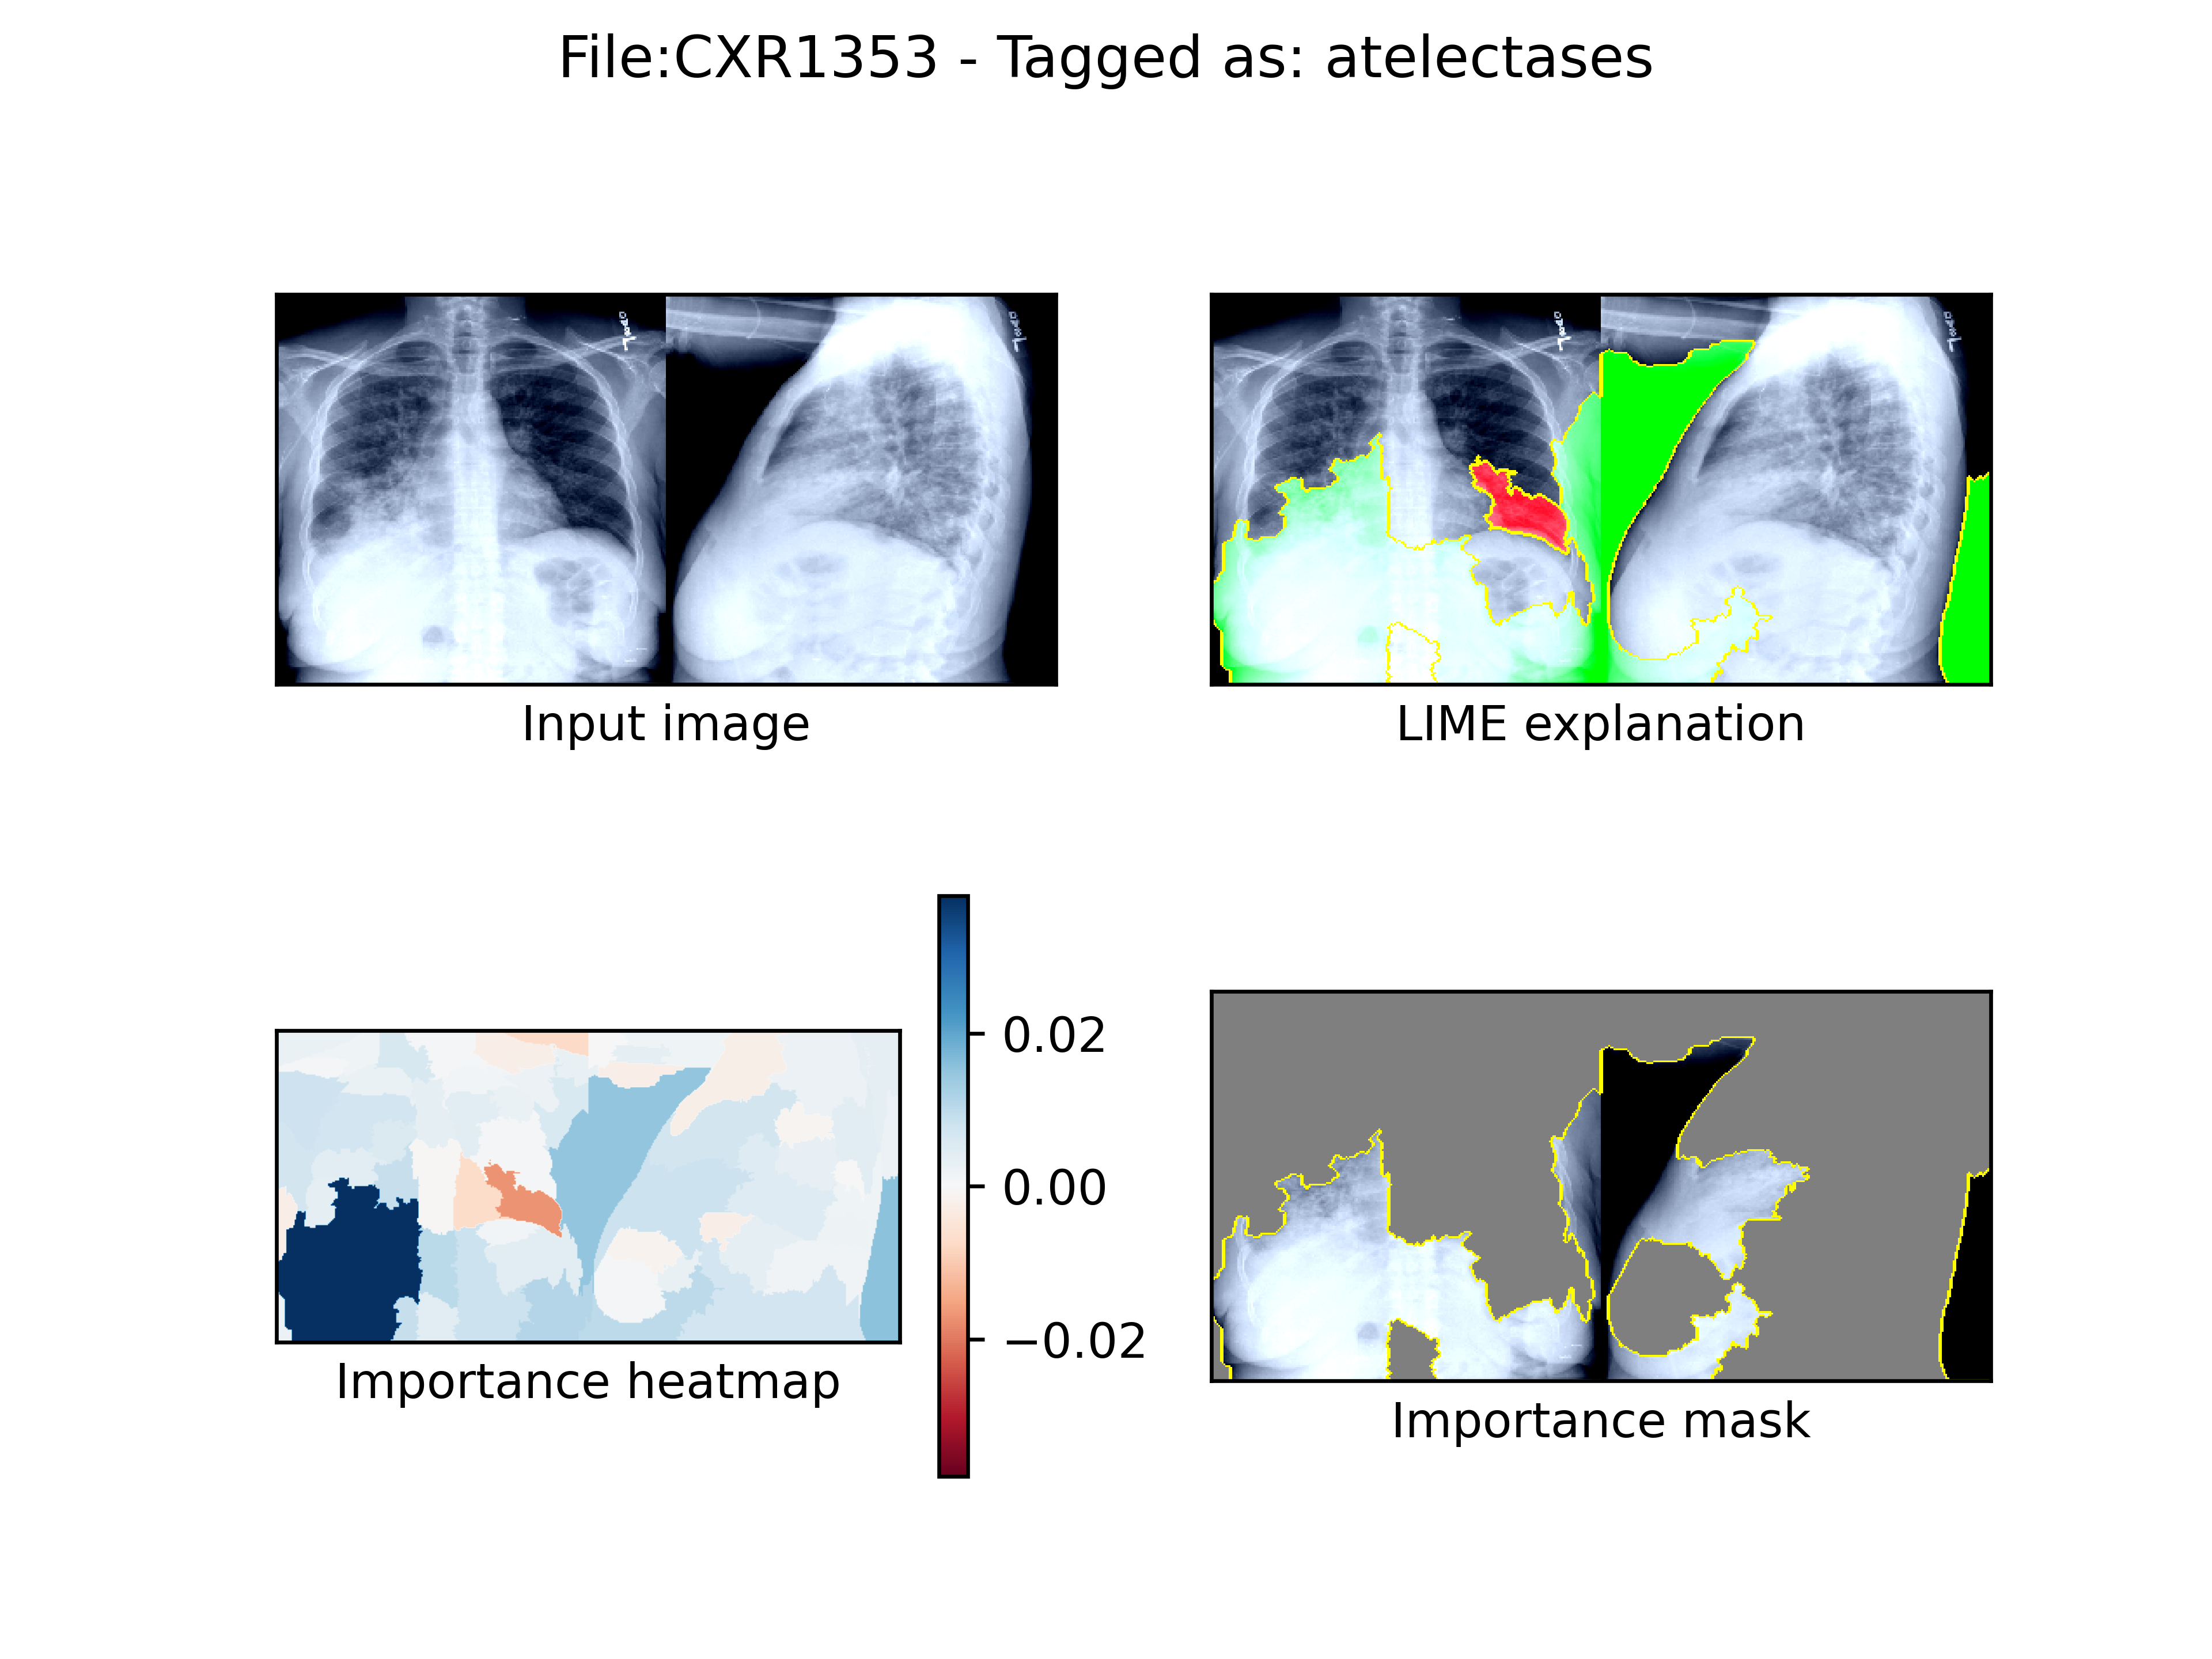 File:CXR1353 - Tagged as: atelectases
Input image
LIME explanation
0.02
0.00
−0.02
Importance heatmap
Importance mask